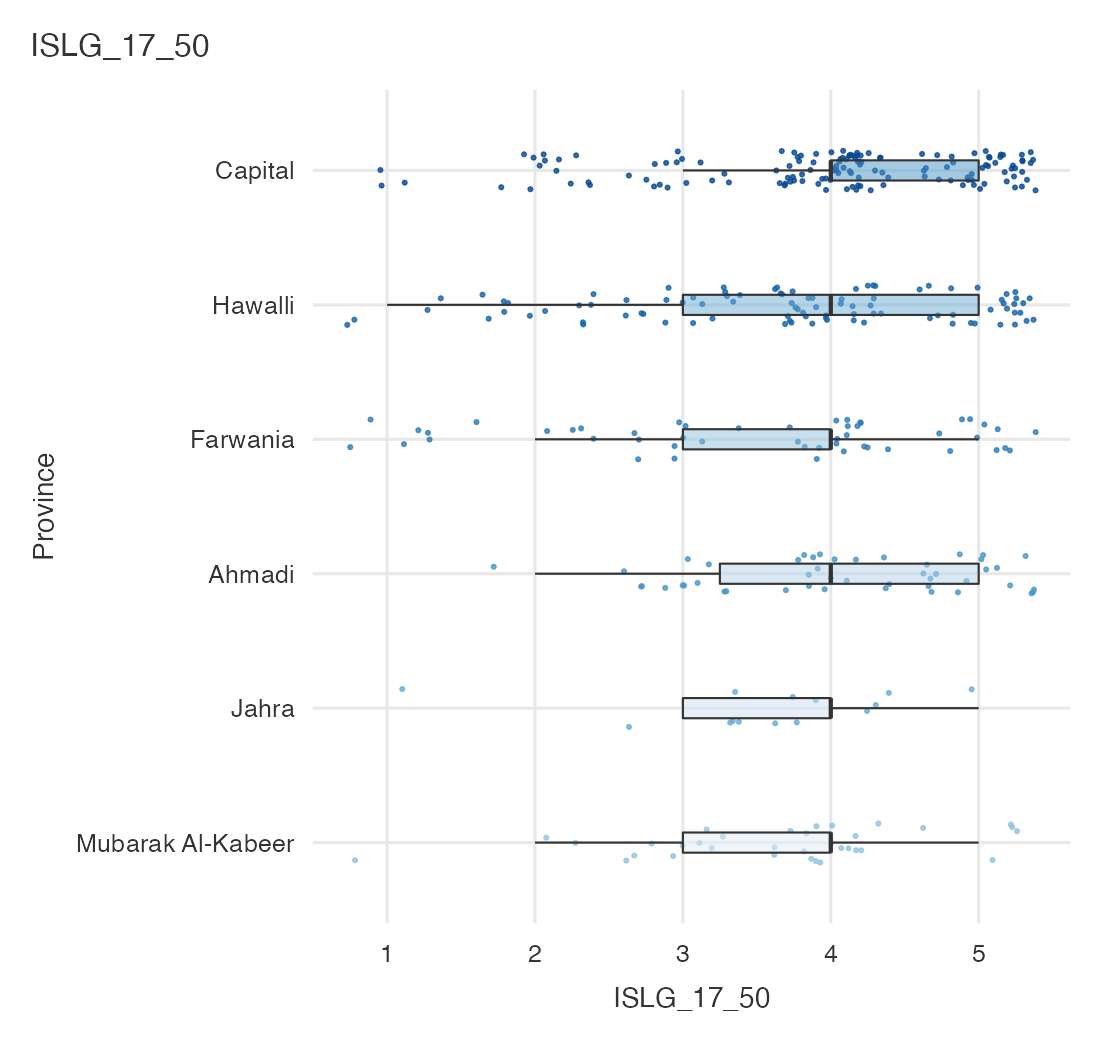 ISLG_17_50
Capital
Hawalli
Farwania
Ahmadi
Jahra
Mubarak Al-Kabeer
Province
1 2 3 4 5
ISLG_17_50